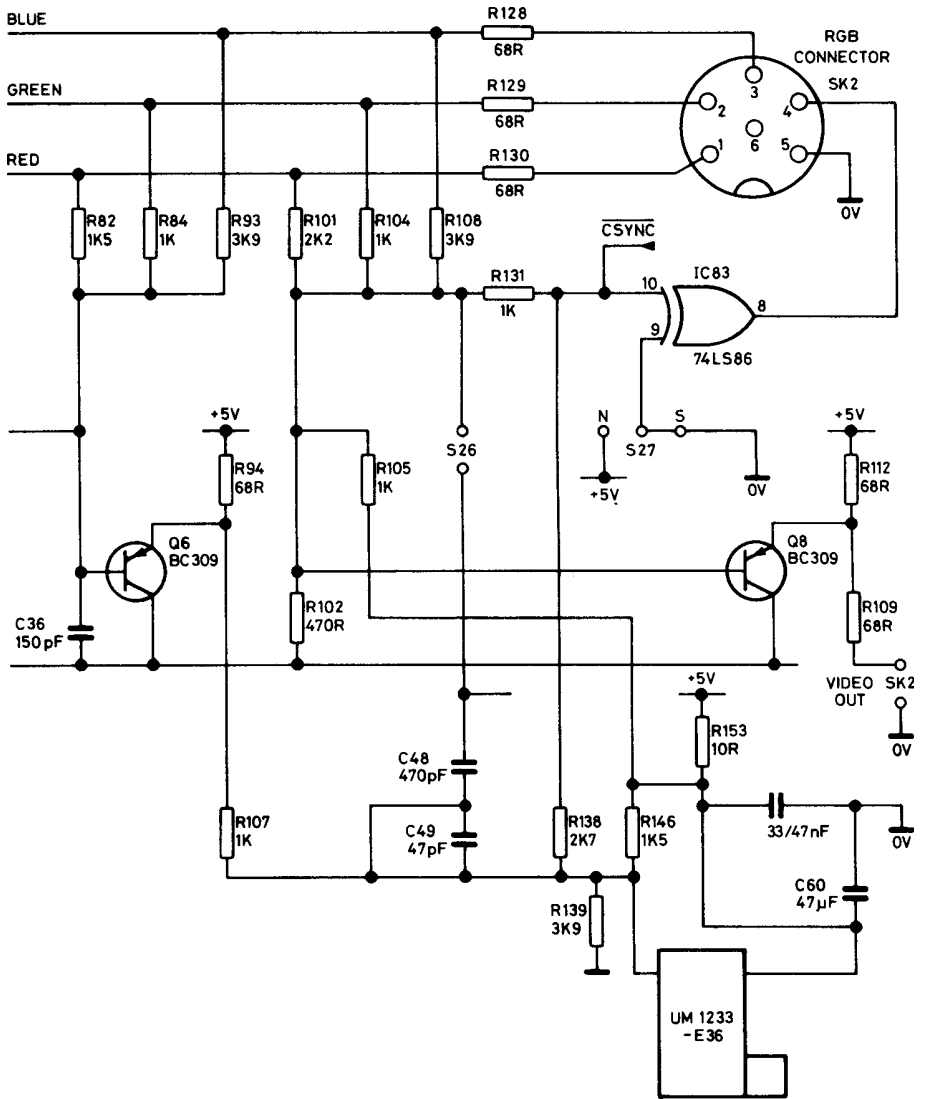 BLUE
R128
68R
RGB
CONNECTOR
SK2
GREEN
R129
68R
3
2
4
6
1
5
RED
R130
68R
0V
R82
1K5
R84
1K
R93
3K9
R101
2K2
R104
1K
R108
3K9
CSYNC
R131
1K
10
IC83
8
9
74LS86
+5V
N
S
+5V
S26
S27
R94
68R
R105
1K
+5V
0V
R112
68R
Q6
BC309
Q8
BC309
C36
150pF
R102
470R
R109
68R
+5V
VIDEO
OUT
SK2
R153
10R
0V
C48
470pF
R107
1K
C49
47pF
R138
2K7
R146
1K5
33/47nF
0V
C60
47µF
R139
3K9
UM 1233
-E36